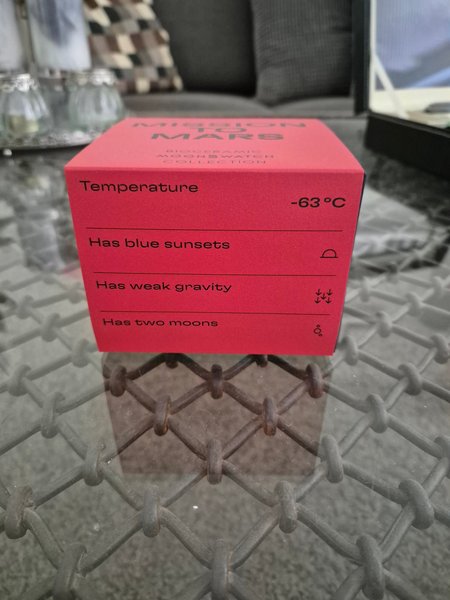 MISSION
TO
MARS
BIOCERAMIC
MOONSWATCH
COLLECTION
Temperature
-63 °C
Has blue sunsets
Has weak gravity
Has two moons